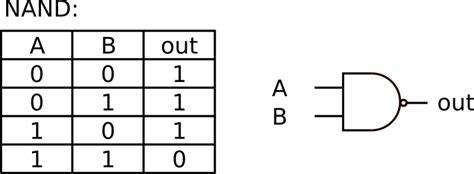 NAND:
A B out
0 0 1
0 1 1
1 0 1
1 1 0
A
B
out